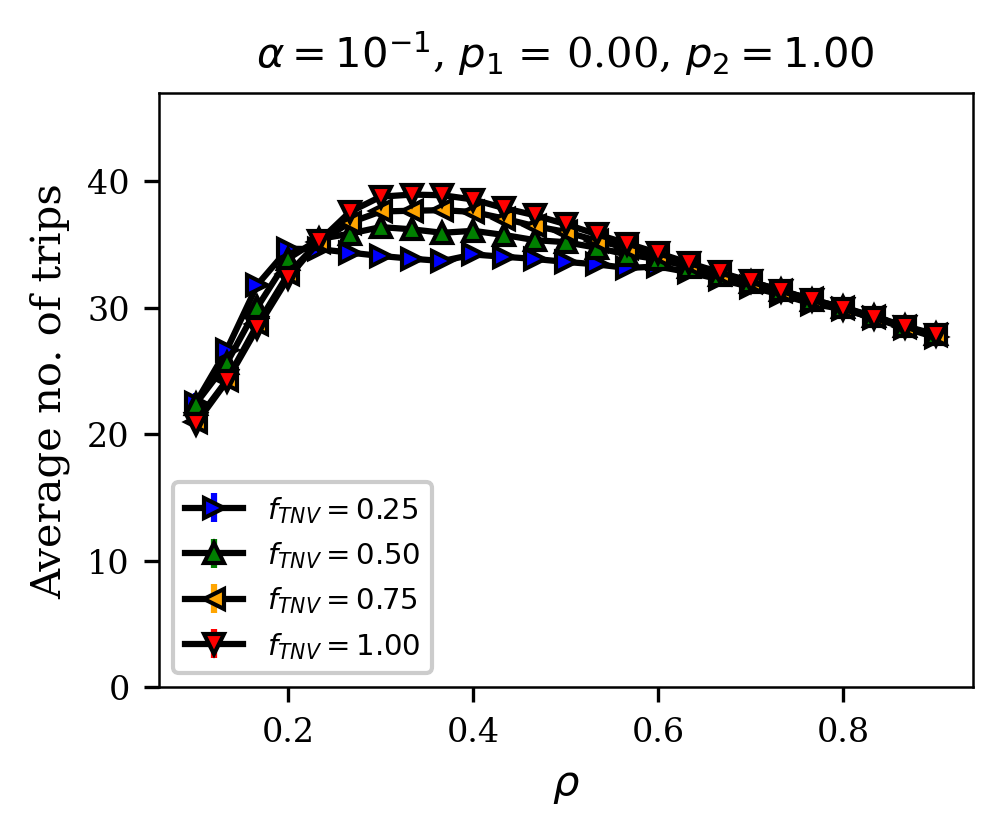 α = 10⁻¹, p₁ = 0.00, p₂ = 1.00
Average no. of trips
40
30
20
10
0
f_TNV = 0.25
f_TNV = 0.50
f_TNV = 0.75
f_TNV = 1.00
0.2 0.4 0.6 0.8
ρ